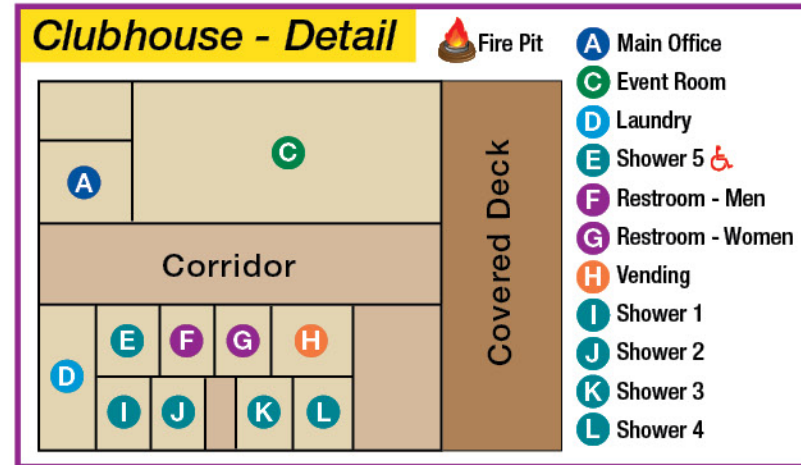 Clubhouse - Detail
Fire Pit
A Main Office
C Event Room
D Laundry
E Shower 5
F Restroom - Men
G Restroom - Women
H Vending
I Shower 1
J Shower 2
K Shower 3
L Shower 4
C
A
Corridor
Covered Deck
E F G H
D
I J K L